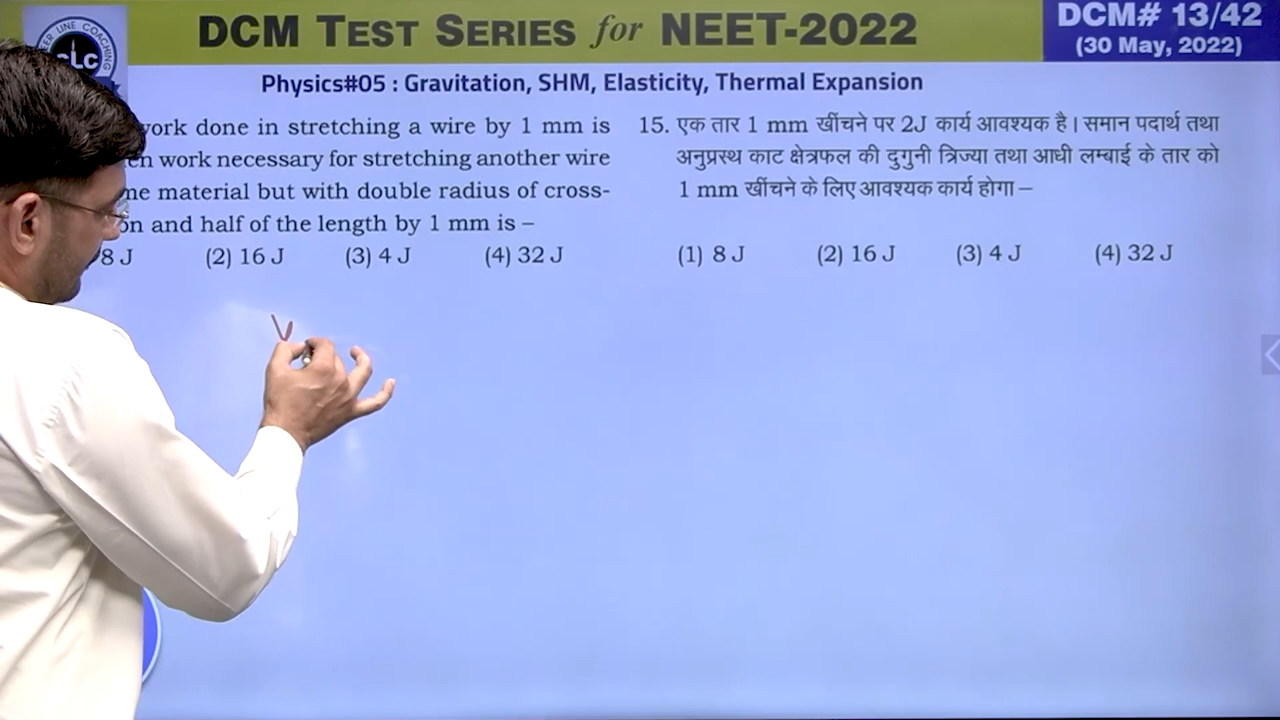 DCM TEST SERIES for NEET-2022
DCM# 13/42
(30 May, 2022)
LINE COACHING
CLC
Physics#05 : Gravitation, SHM, Elasticity, Thermal Expansion
work done in stretching a wire by 1 mm is
work necessary for stretching another wire
material but with double radius of cross-
and half of the length by 1 mm is –
8 J (2) 16 J (3) 4 J (4) 32 J
15. एक तार 1 mm खींचने पर 2J कार्य आवश्यक है। समान पदार्थ तथा
अनुप्रस्थ काट क्षेत्रफल की दुगुनी त्रिज्या तथा आधी लम्बाई के तार को
1 mm खींचने के लिए आवश्यक कार्य होगा –
(1) 8 J (2) 16 J (3) 4 J (4) 32 J